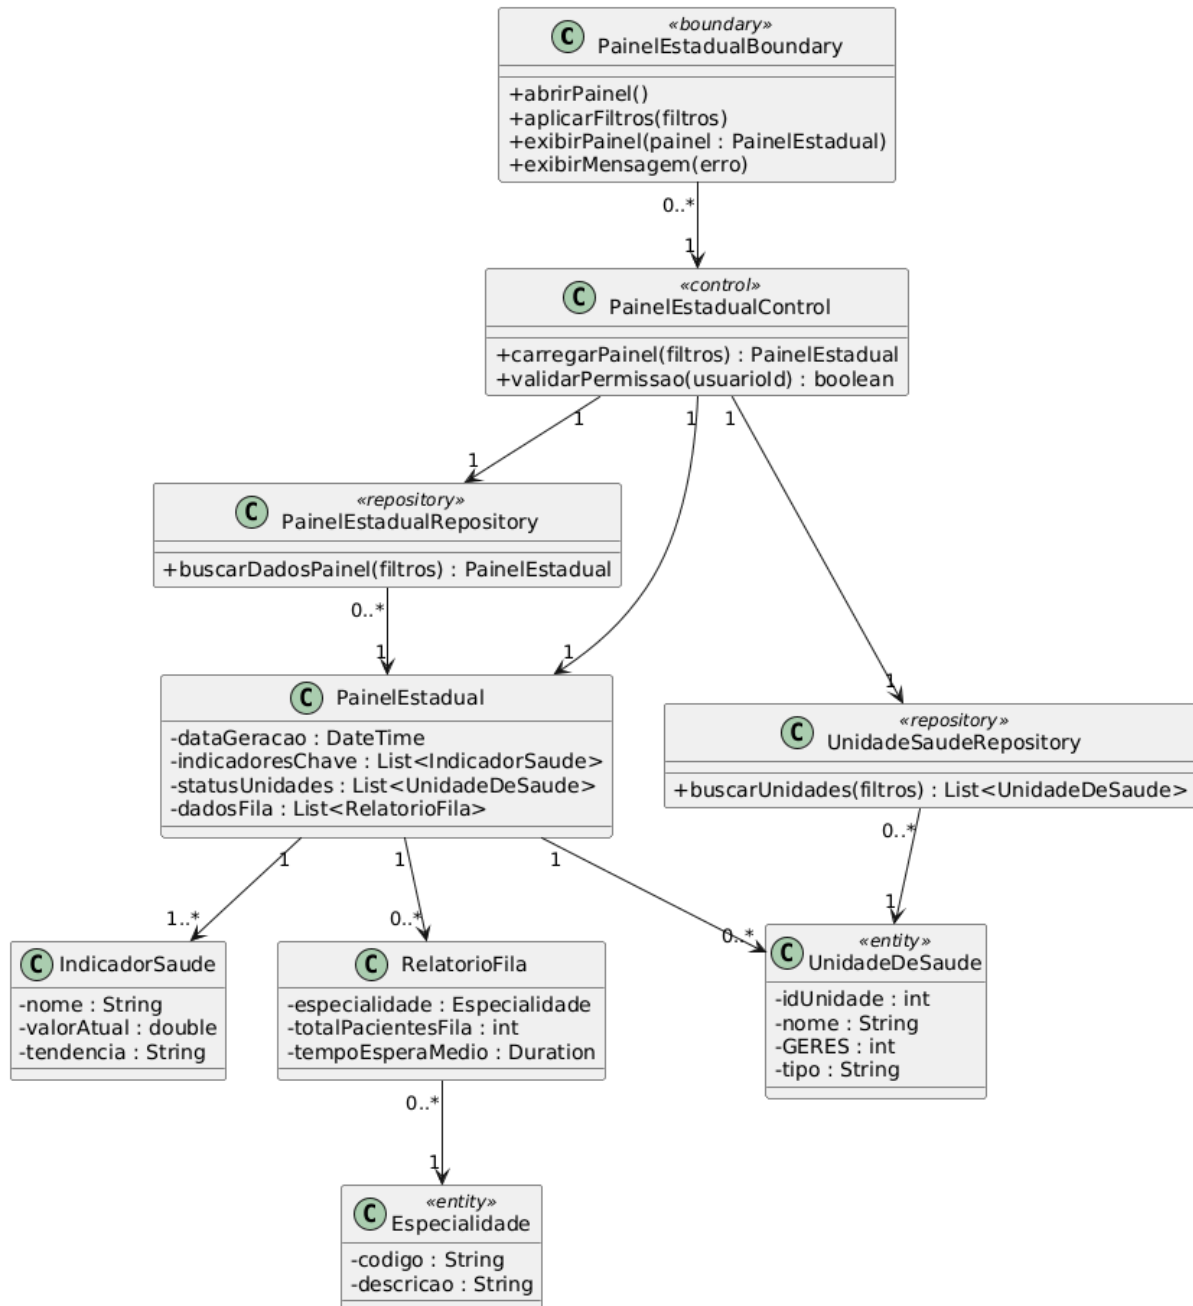 C
«boundary»
PainelEstadualBoundary
+abrirPainel()
+aplicarFiltros(filtros)
+exibirPainel(painel : PainelEstadual)
+exibirMensagem(erro)
0..*
1
C
«control»
PainelEstadualControl
+carregarPainel(filtros) : PainelEstadual
+validarPermissao(usuarioId) : boolean
1
1
1
1
C
«repository»
PainelEstadualRepository
+buscarDadosPainel(filtros) : PainelEstadual
0..*
1
1
1
C
PainelEstadual
-dataGeracao : DateTime
-indicadoresChave : List<IndicadorSaude>
-statusUnidades : List<UnidadeDeSaude>
-dadosFila : List<RelatorioFila>
C
«repository»
UnidadeSaudeRepository
+buscarUnidades(filtros) : List<UnidadeDeSaude>
1
1
1
0..*
1..*
0..*
0..*
1
C
IndicadorSaude
-nome : String
-valorAtual : double
-tendencia : String
C
RelatorioFila
-especialidade : Especialidade
-totalPacientesFila : int
-tempoEsperaMedio : Duration
C
«entity»
UnidadeDeSaude
-idUnidade : int
-nome : String
-GERES : int
-tipo : String
0..*
1
C
«entity»
Especialidade
-codigo : String
-descricao : String